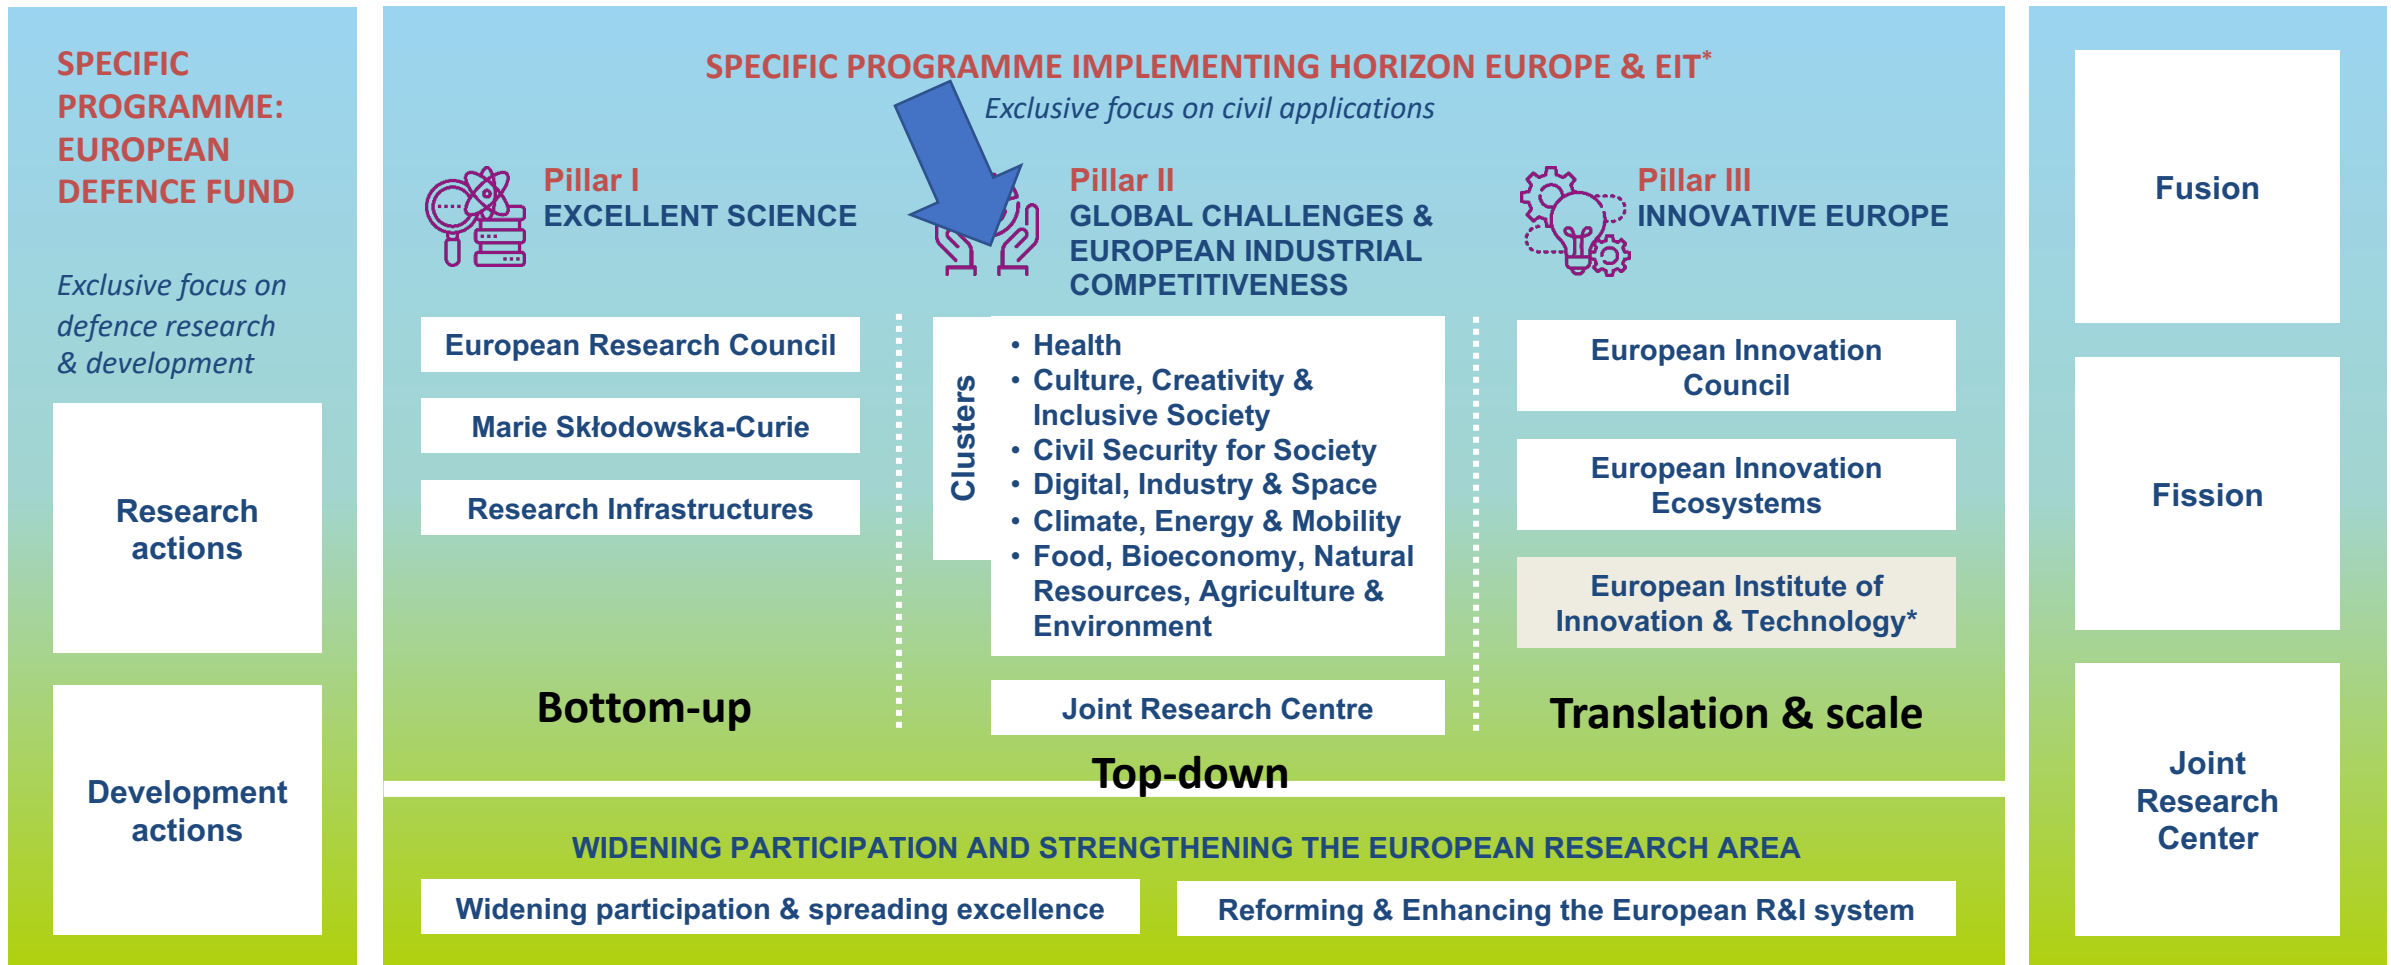 SPECIFIC
PROGRAMME:
EUROPEAN
DEFENCE FUND
Exclusive focus on
defence research
& development
Research
actions
Development
actions
SPECIFIC PROGRAMME IMPLEMENTING HORIZON EUROPE & EIT*
Exclusive focus on civil applications
Pillar I
EXCELLENT SCIENCE
European Research Council
Marie Skłodowska-Curie
Research Infrastructures
Bottom-up
Pillar II
GLOBAL CHALLENGES &
EUROPEAN INDUSTRIAL
COMPETITIVENESS
Clusters
• Health
• Culture, Creativity &
Inclusive Society
• Civil Security for Society
• Digital, Industry & Space
• Climate, Energy & Mobility
• Food, Bioeconomy, Natural
Resources, Agriculture &
Environment
Joint Research Centre
Top-down
Pillar III
INNOVATIVE EUROPE
European Innovation
Council
European Innovation
Ecosystems
European Institute of
Innovation & Technology*
Translation & scale
WIDENING PARTICIPATION AND STRENGTHENING THE EUROPEAN RESEARCH AREA
Widening participation & spreading excellence
Reforming & Enhancing the European R&I system
Fusion
Fission
Joint
Research
Center